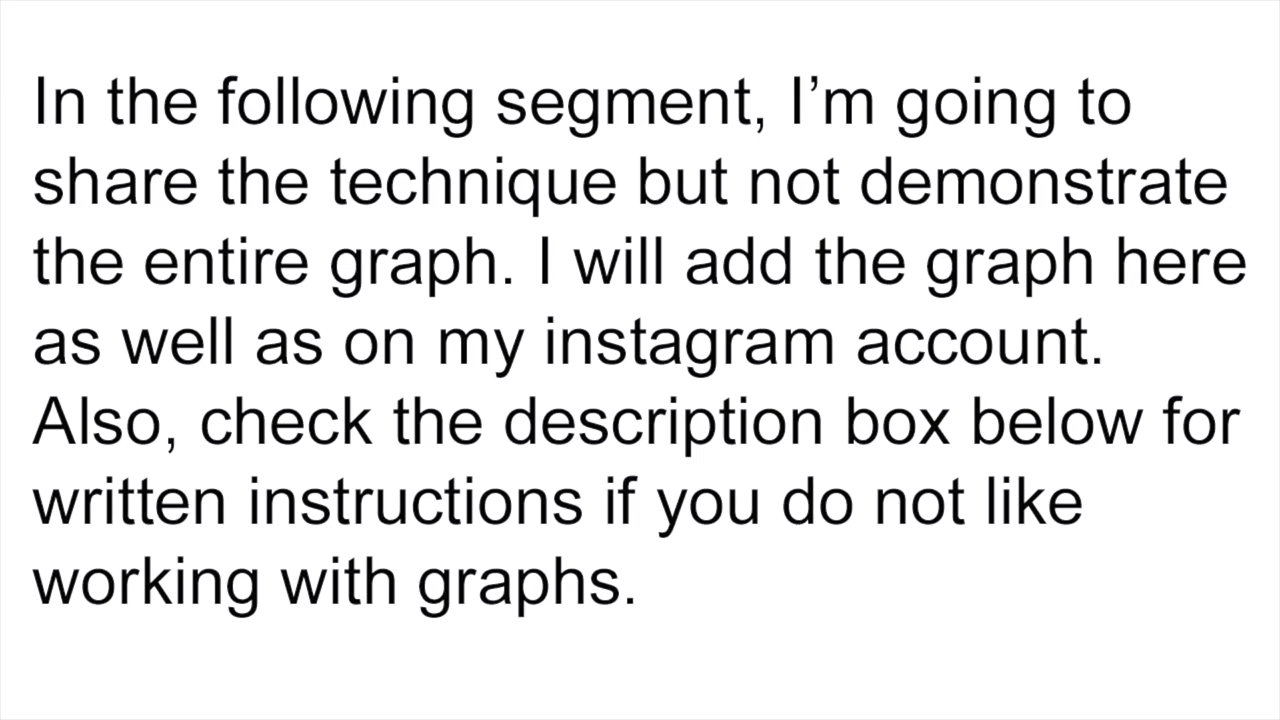 In the following segment, I’m going to
share the technique but not demonstrate
the entire graph. I will add the graph here
as well as on my instagram account.
Also, check the description box below for
written instructions if you do not like
working with graphs.